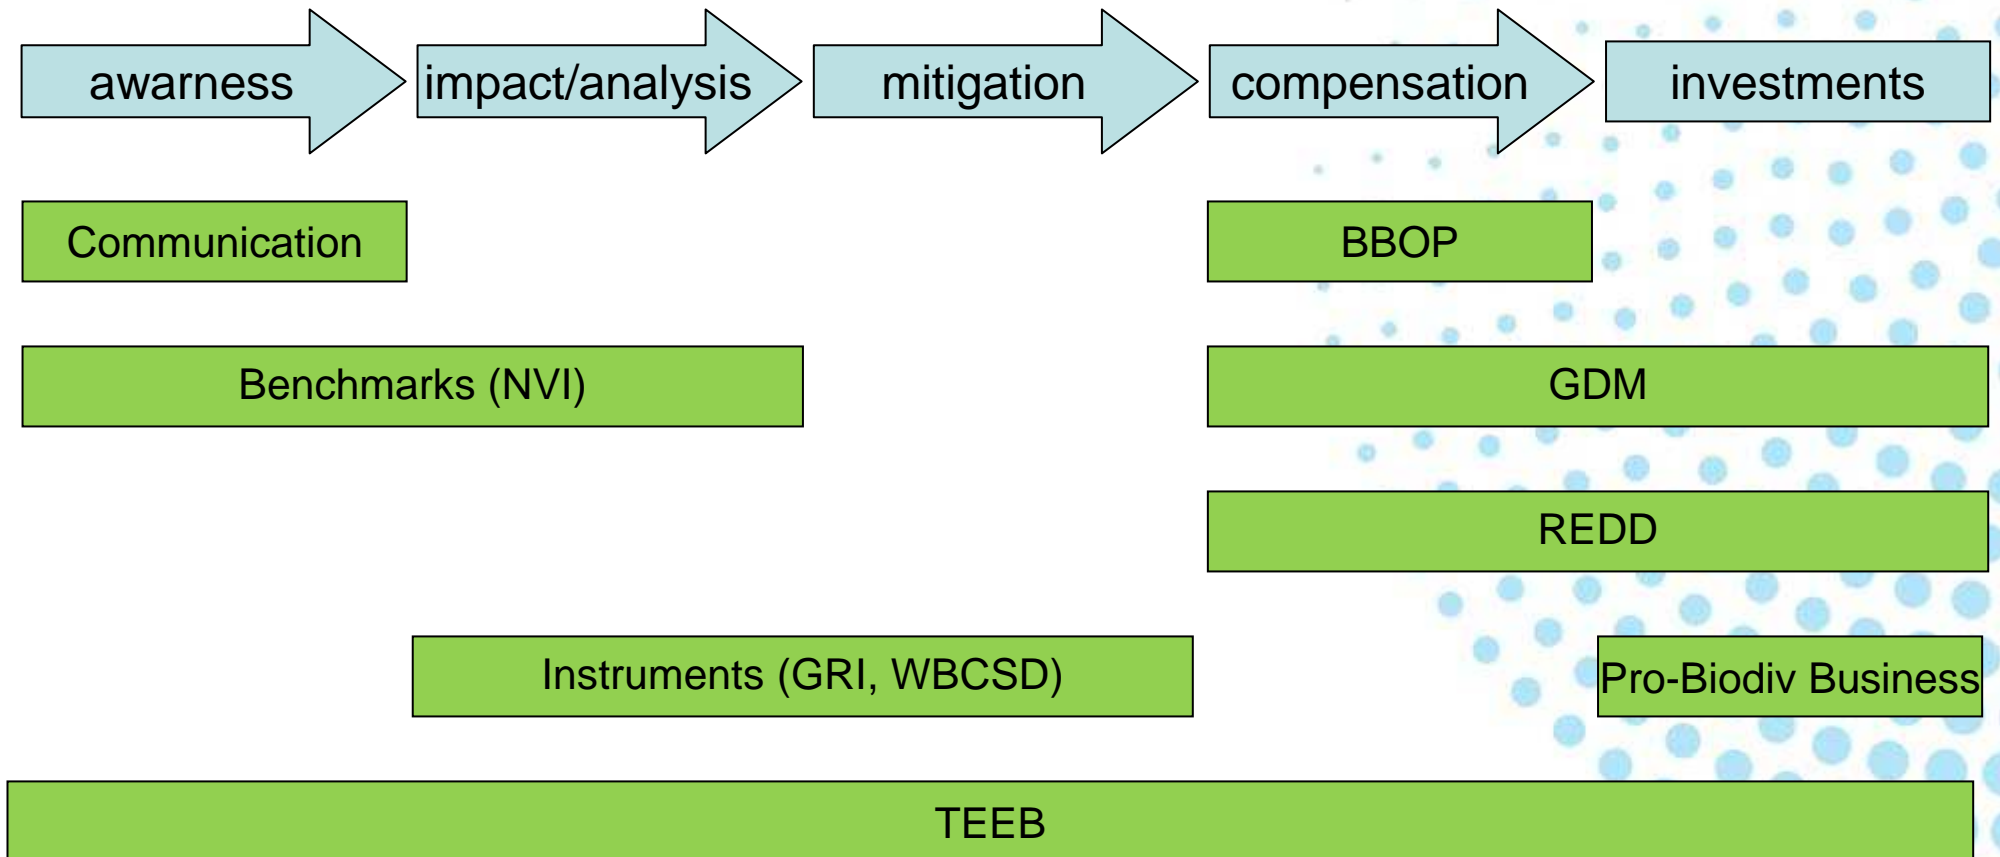 awarness
impact/analysis
mitigation
compensation
investments
Communication
BBOP
Benchmarks (NVI)
GDM
REDD
Instruments (GRI, WBCSD)
Pro-Biodiv Business
TEEB